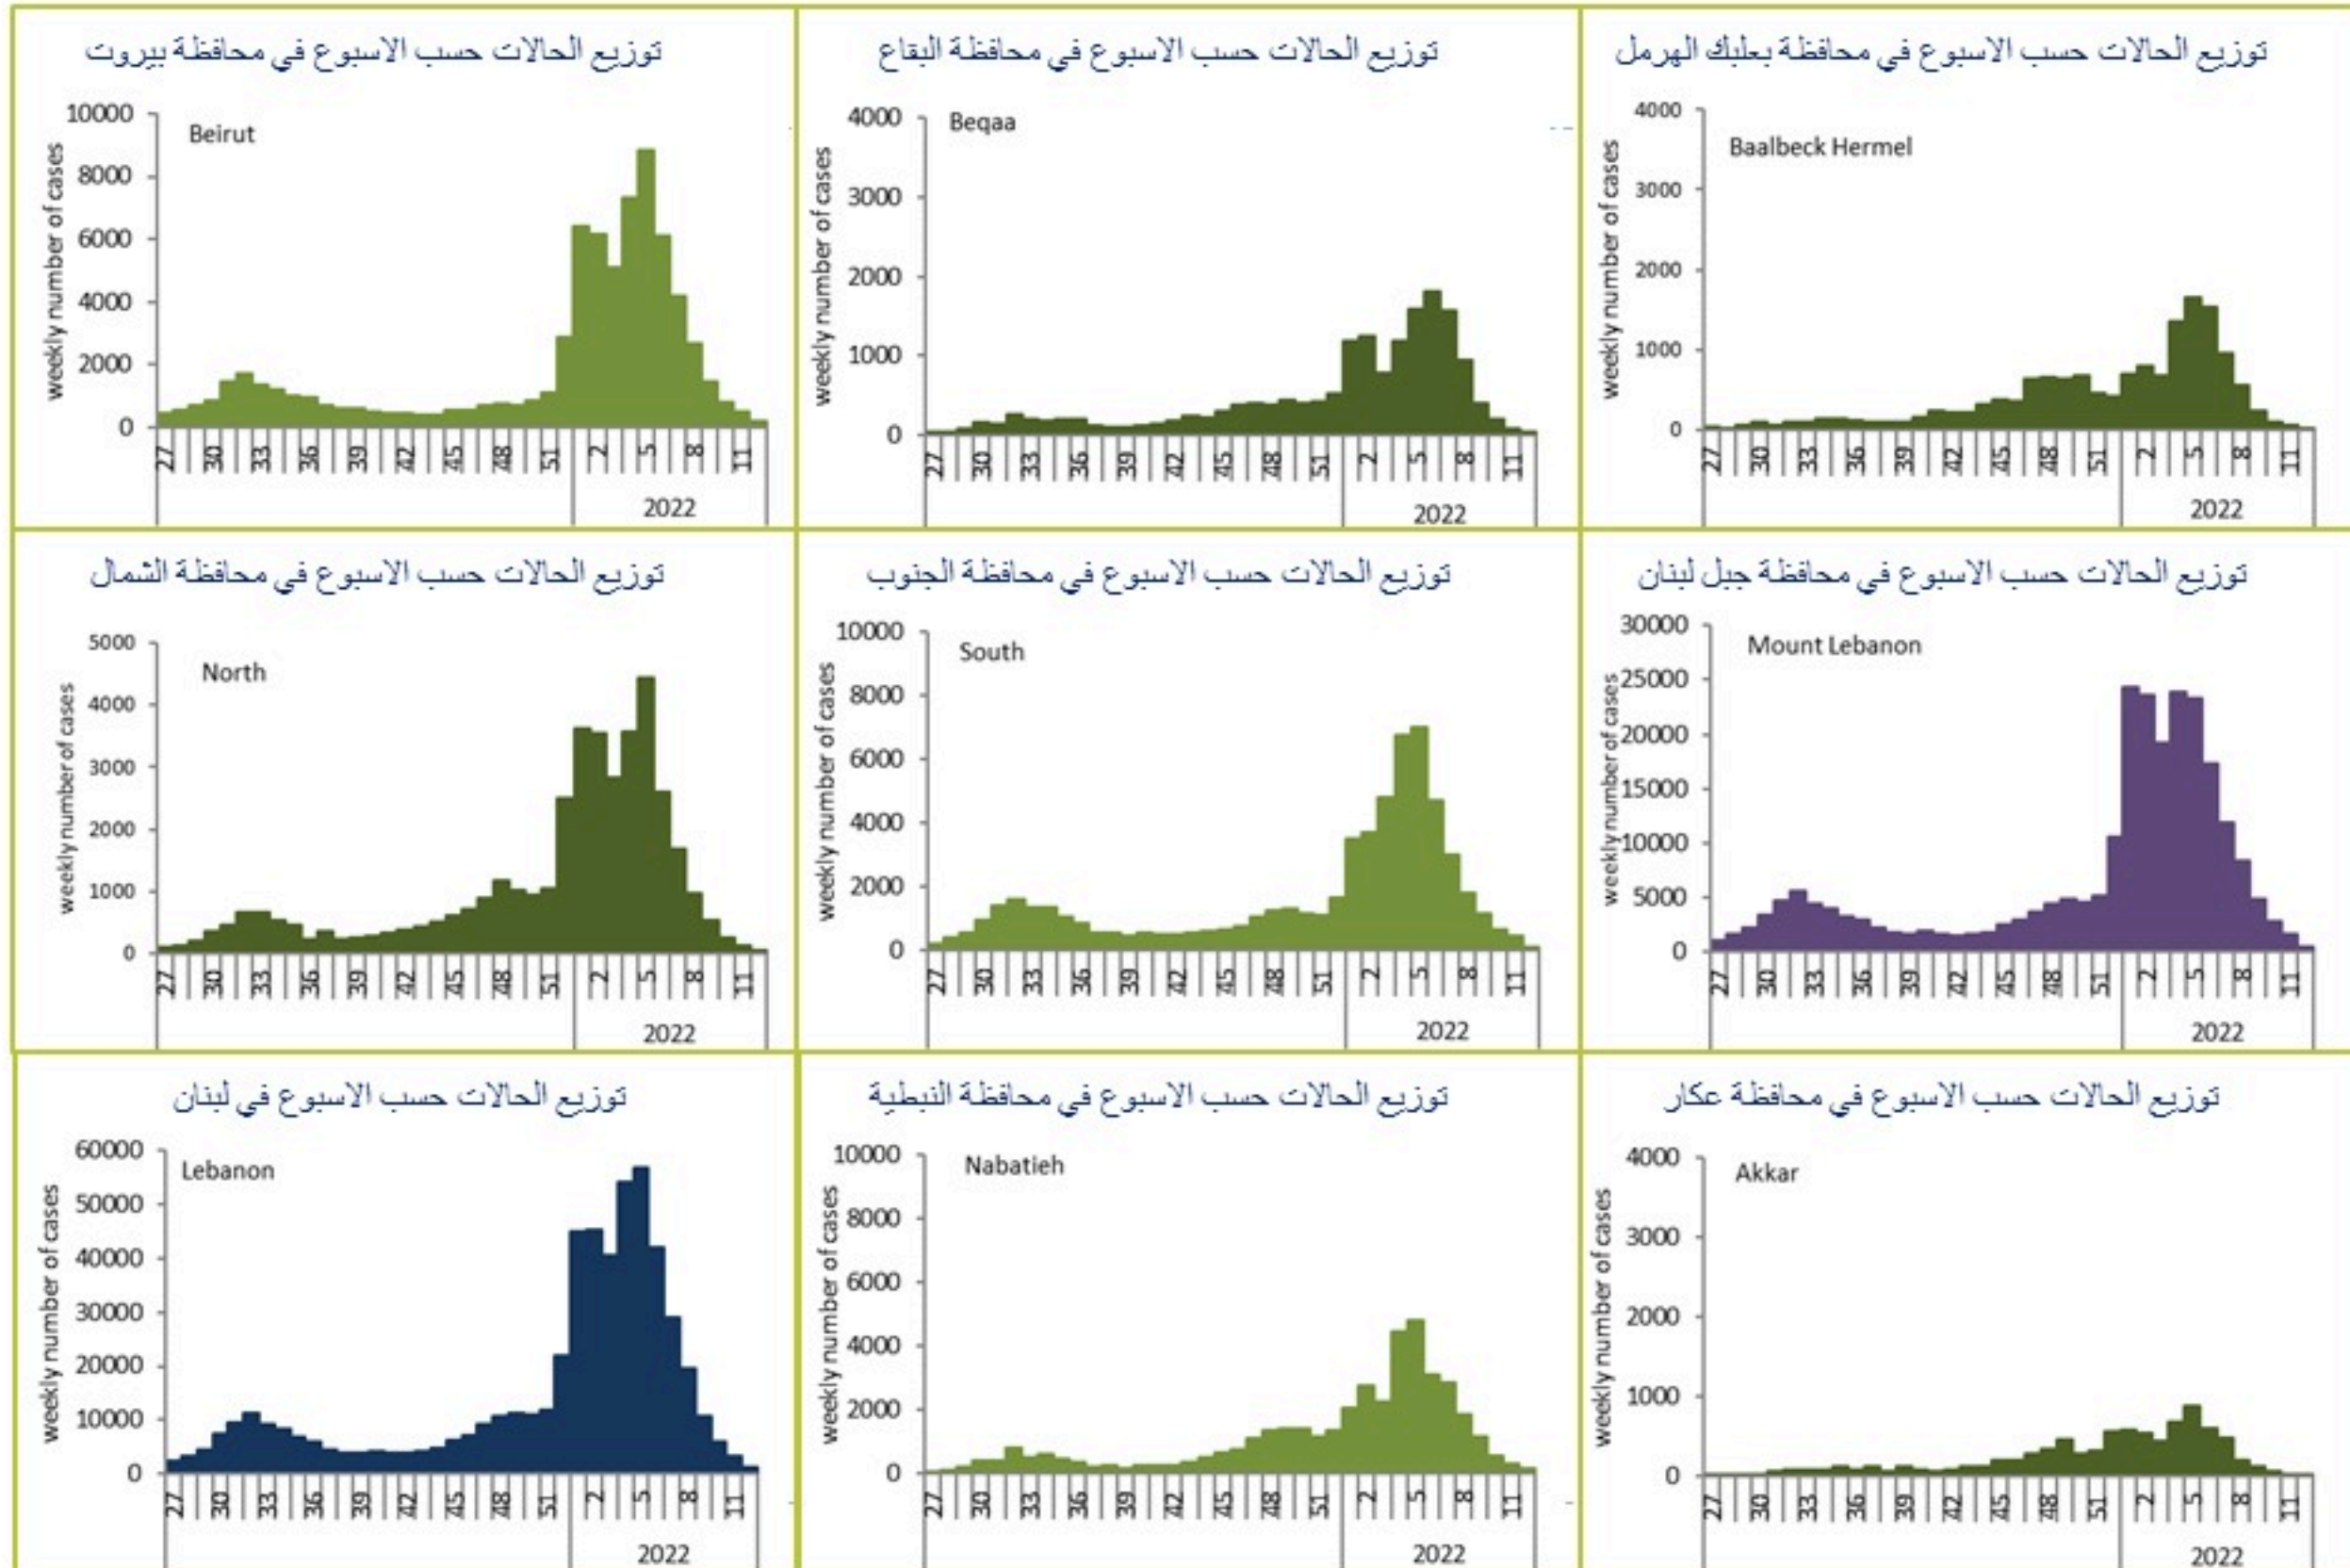 توزيع الحالات حسب الاسبوع في محافظة بيروت
10000
8000
6000
4000
2000
0
weekly number of cases
Beirut
27 30 33 36 39 42 45 48 51 2 5 8 11
2022
توزيع الحالات حسب الاسبوع في محافظة البقاع
4000
3000
2000
1000
0
weekly number of cases
Beqaa
27 30 33 36 39 42 45 48 51 2 5 8 11
2022
توزيع الحالات حسب الاسبوع في محافظة بعلبك الهرمل
4000
3000
2000
1000
0
weekly number of cases
Baalbeck Hermel
27 30 33 36 39 42 45 48 51 2 5 8 11
2022
توزيع الحالات حسب الاسبوع في محافظة الشمال
5000
4000
3000
2000
1000
0
weekly number of cases
North
27 30 33 36 39 42 45 48 51 2 5 8 11
2022
توزيع الحالات حسب الاسبوع في محافظة الجنوب
10000
8000
6000
4000
2000
0
weekly number of cases
South
27 30 33 36 39 42 45 48 51 2 5 8 11
2022
توزيع الحالات حسب الاسبوع في محافظة جبل لبنان
30000
25000
20000
15000
10000
5000
0
weekly number of cases
Mount Lebanon
27 30 33 36 39 42 45 48 51 2 5 8 11
2022
توزيع الحالات حسب الاسبوع في لبنان
60000
50000
40000
30000
20000
10000
0
weekly number of cases
Lebanon
27 30 33 36 39 42 45 48 51 2 5 8 11
2022
توزيع الحالات حسب الاسبوع في محافظة النبطية
10000
8000
6000
4000
2000
0
weekly number of cases
Nabatieh
27 30 33 36 39 42 45 48 51 2 5 8 11
2022
توزيع الحالات حسب الاسبوع في محافظة عكار
4000
3000
2000
1000
0
weekly number of cases
Akkar
27 30 33 36 39 42 45 48 51 2 5 8 11
2022